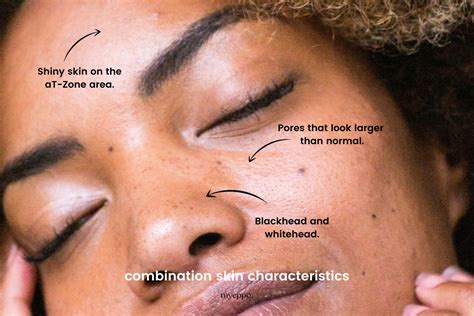 Shiny skin on the
aT-Zone area.
Pores that look larger
than normal.
Blackhead and
whitehead.
combination skin characteristics
myeppo.